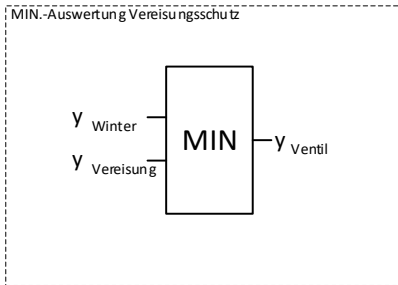 MIN.-Auswertung Vereisungsschutz
y Winter
MIN
y Ventil
y Vereisung